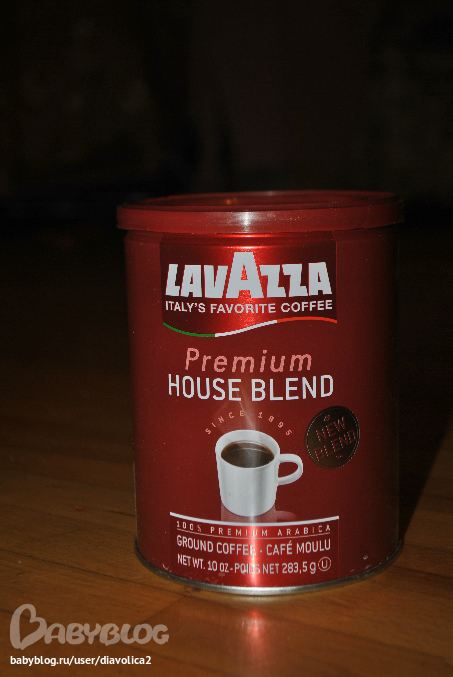 LAVAZZA
ITALY'S FAVORITE COFFEE
Premium
HOUSE BLEND
SINCE 1895
NEW
BLEND
100% PREMIUM ARABICA
GROUND COFFEE - CAFÉ MOULU
NET WT. 10 OZ - POIDS NET 283,5 g U
BABYBLOG
babyblog.ru/user/diavolica2